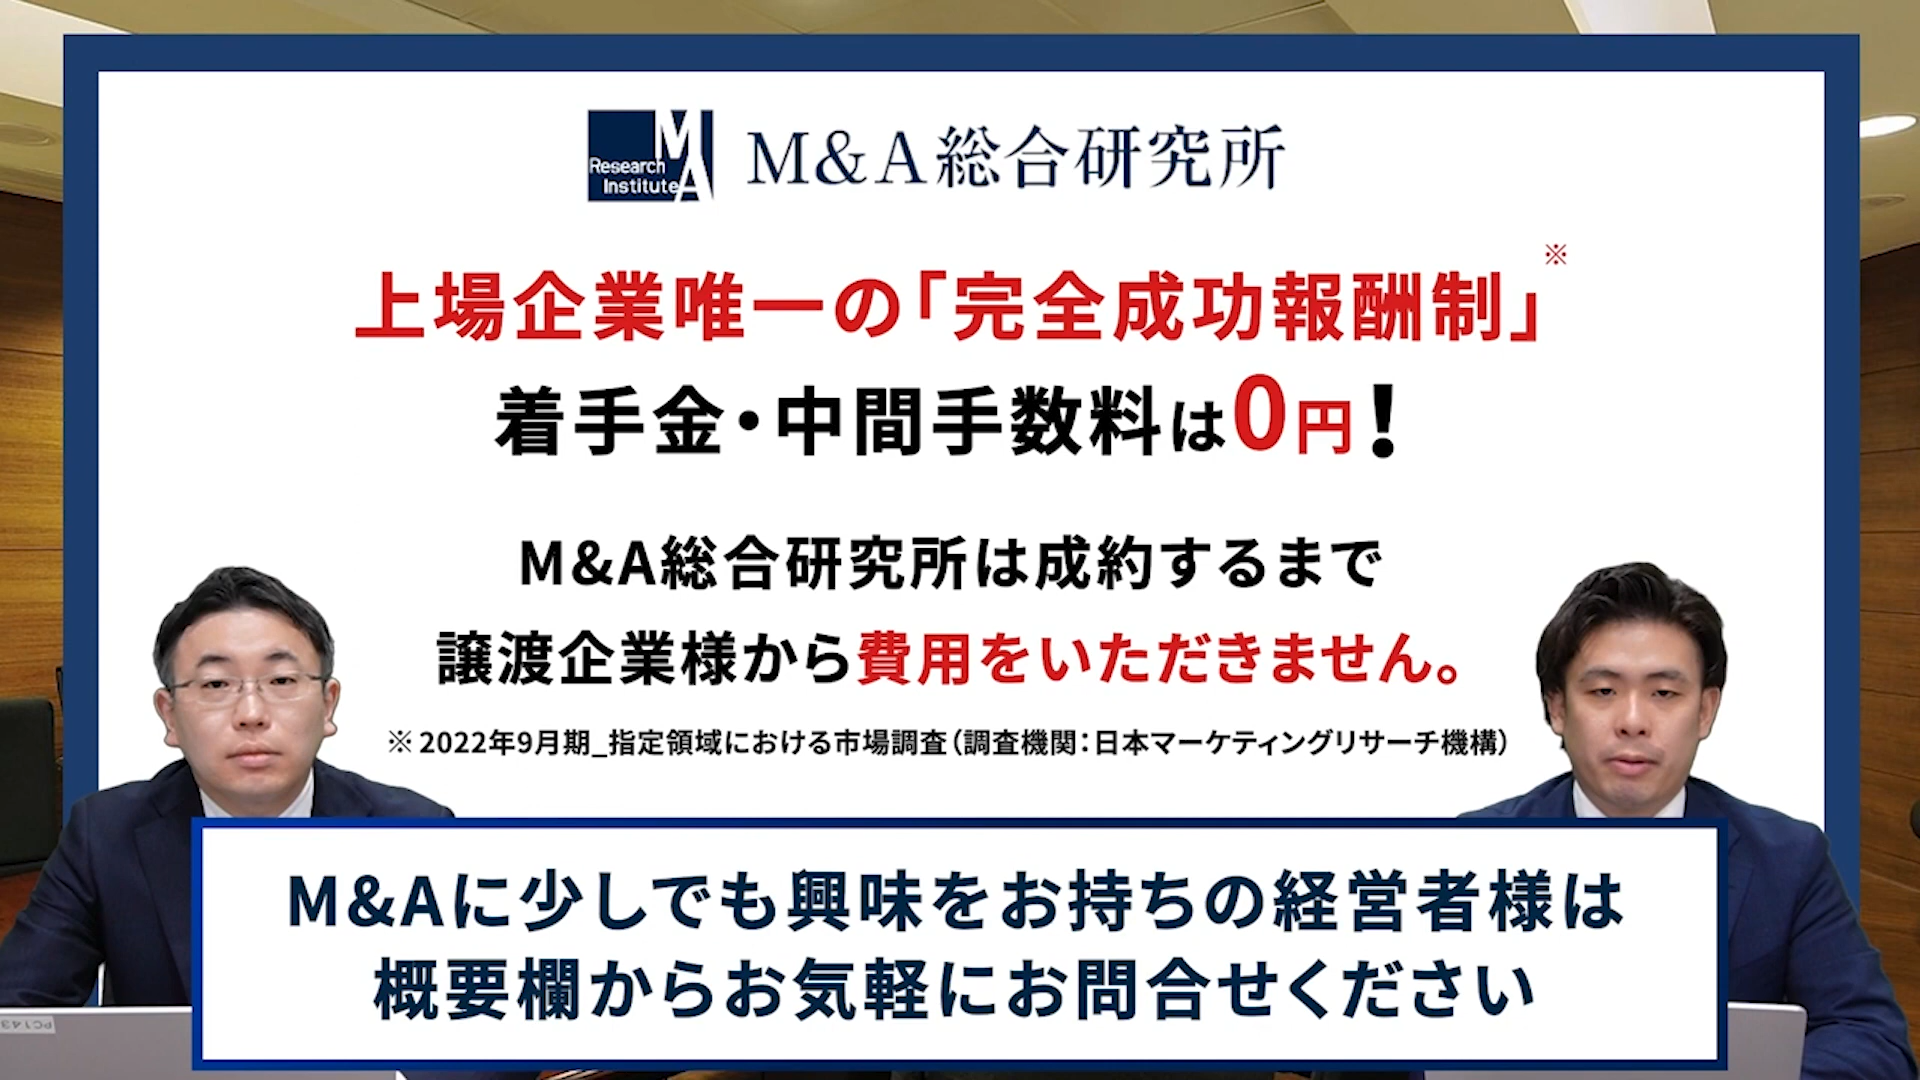 Research
Institute
MA
M&A総合研究所
上場企業唯一の「完全成功報酬制」※
着手金・中間手数料は0円！
M&A総合研究所は成約するまで
譲渡企業様から費用をいただきません。
※2022年9月期_指定領域における市場調査（調査機関：日本マーケティングリサーチ機構）
M&Aに少しでも興味をお持ちの経営者様は
概要欄からお気軽にお問合せください